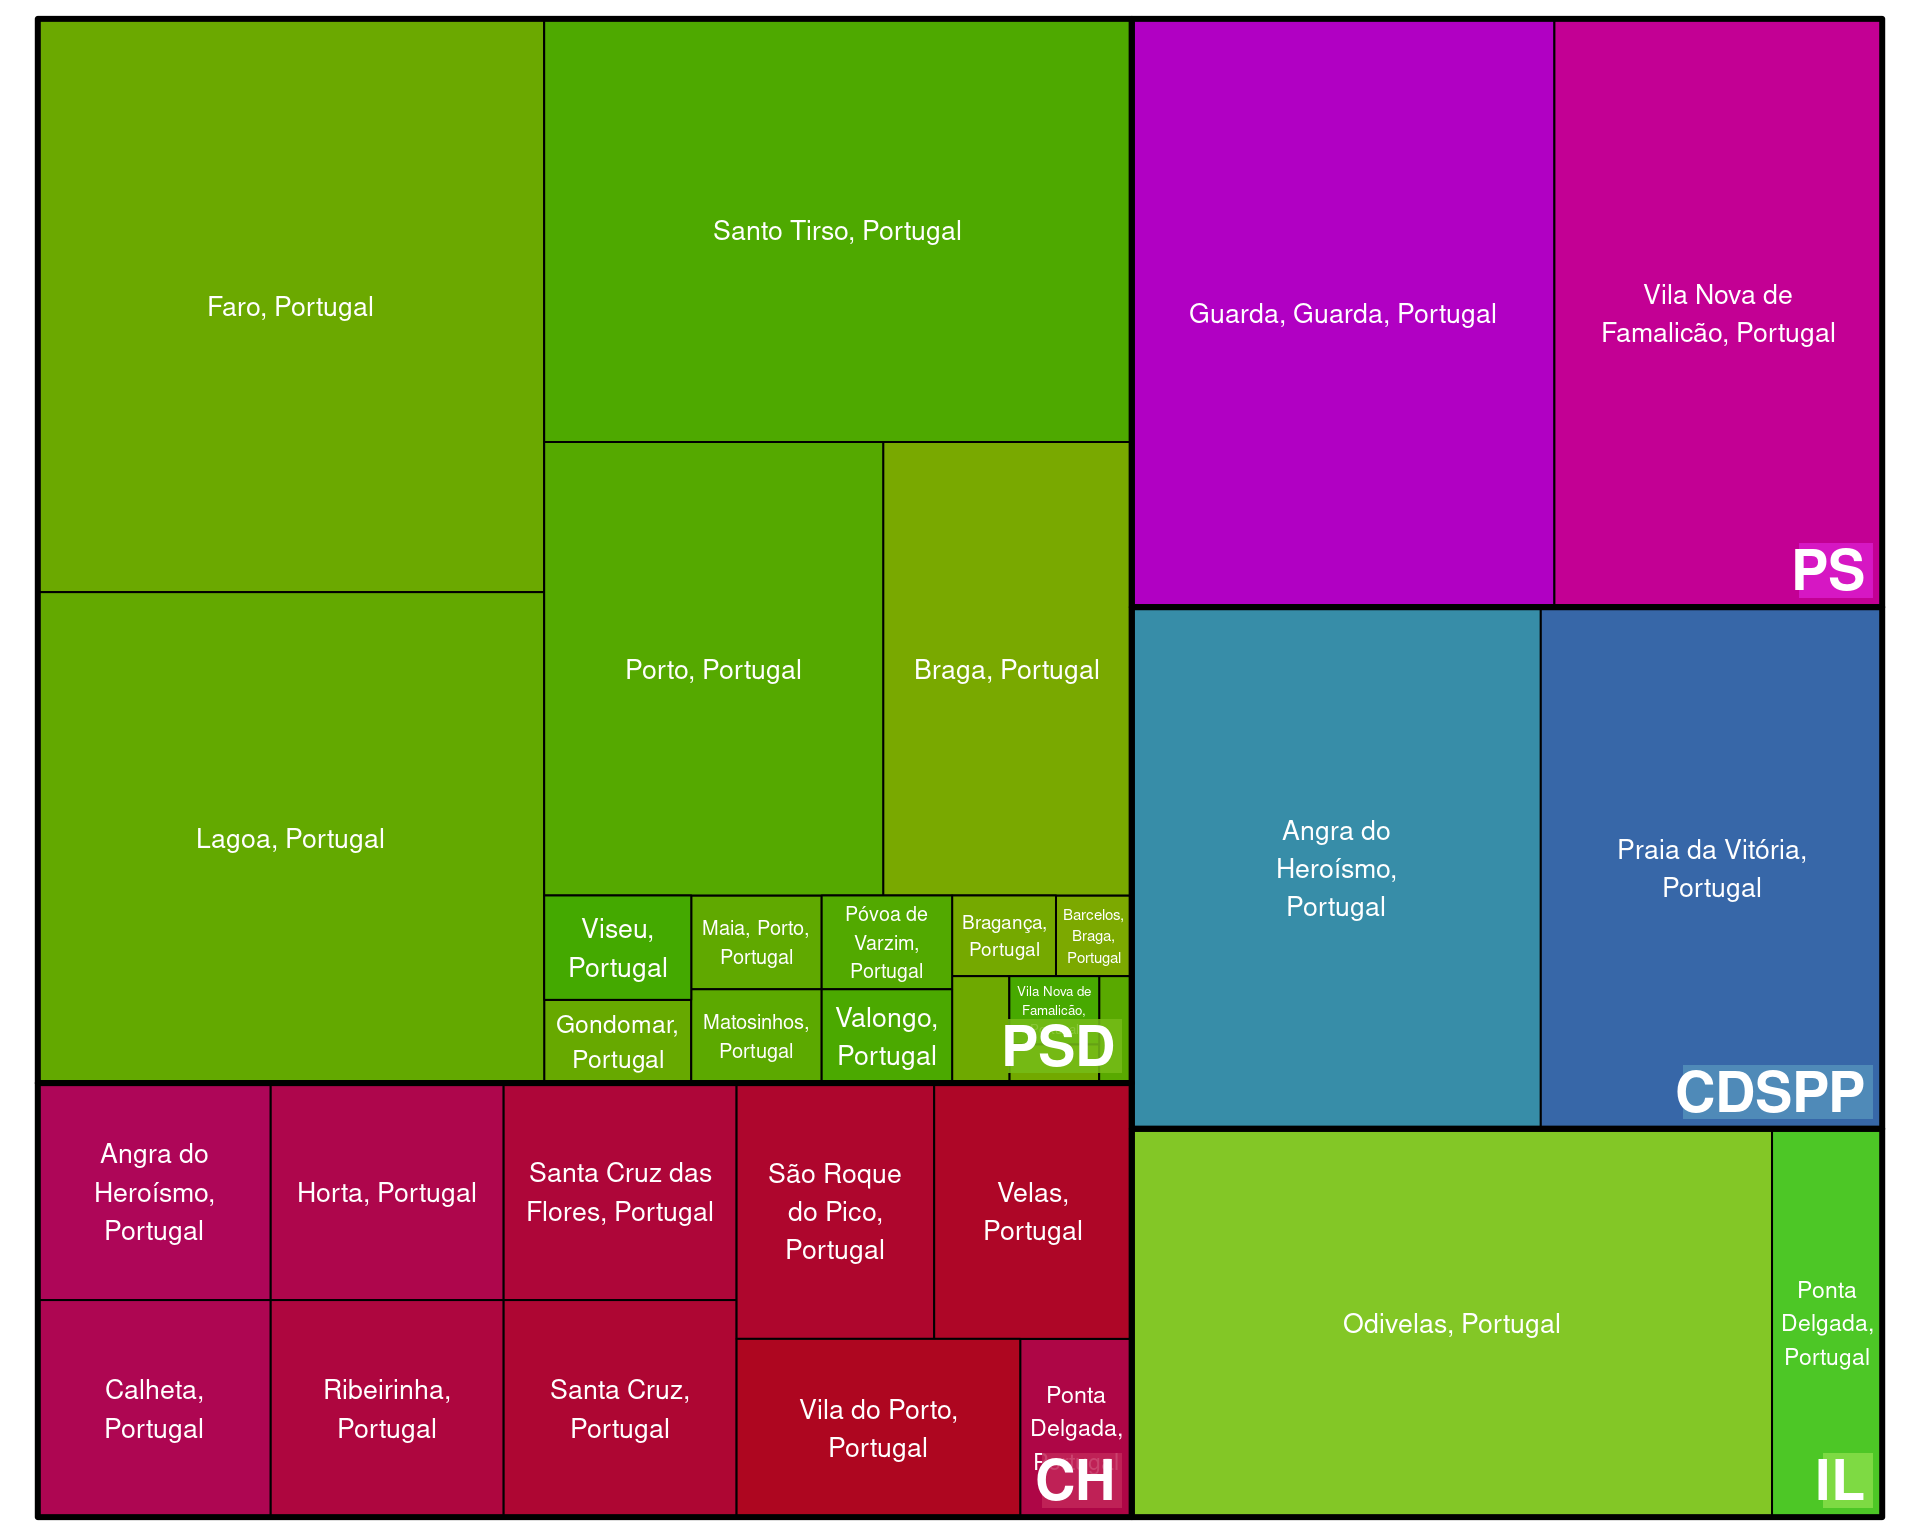 Faro, Portugal
Santo Tirso, Portugal
Guarda, Guarda, Portugal
Vila Nova de
Famalicão, Portugal
PS
Lagoa, Portugal
Porto, Portugal
Braga, Portugal
Viseu,
Portugal
Maia, Porto,
Portugal
Póvoa de
Varzim,
Portugal
Bragança,
Portugal
Barcelos,
Braga,
Portugal
Gondomar,
Portugal
Matosinhos,
Portugal
Valongo,
Portugal
Vila Nova de
Famalicão,
PSD
Angra do
Heroísmo,
Portugal
Praia da Vitória,
Portugal
CDSPP
Angra do
Heroísmo,
Portugal
Horta, Portugal
Santa Cruz das
Flores, Portugal
São Roque
do Pico,
Portugal
Velas,
Portugal
Calheta,
Portugal
Ribeirinha,
Portugal
Santa Cruz,
Portugal
Vila do Porto,
Portugal
Ponta
Delgada,
CH
Odivelas, Portugal
Ponta
Delgada,
Portugal
IL